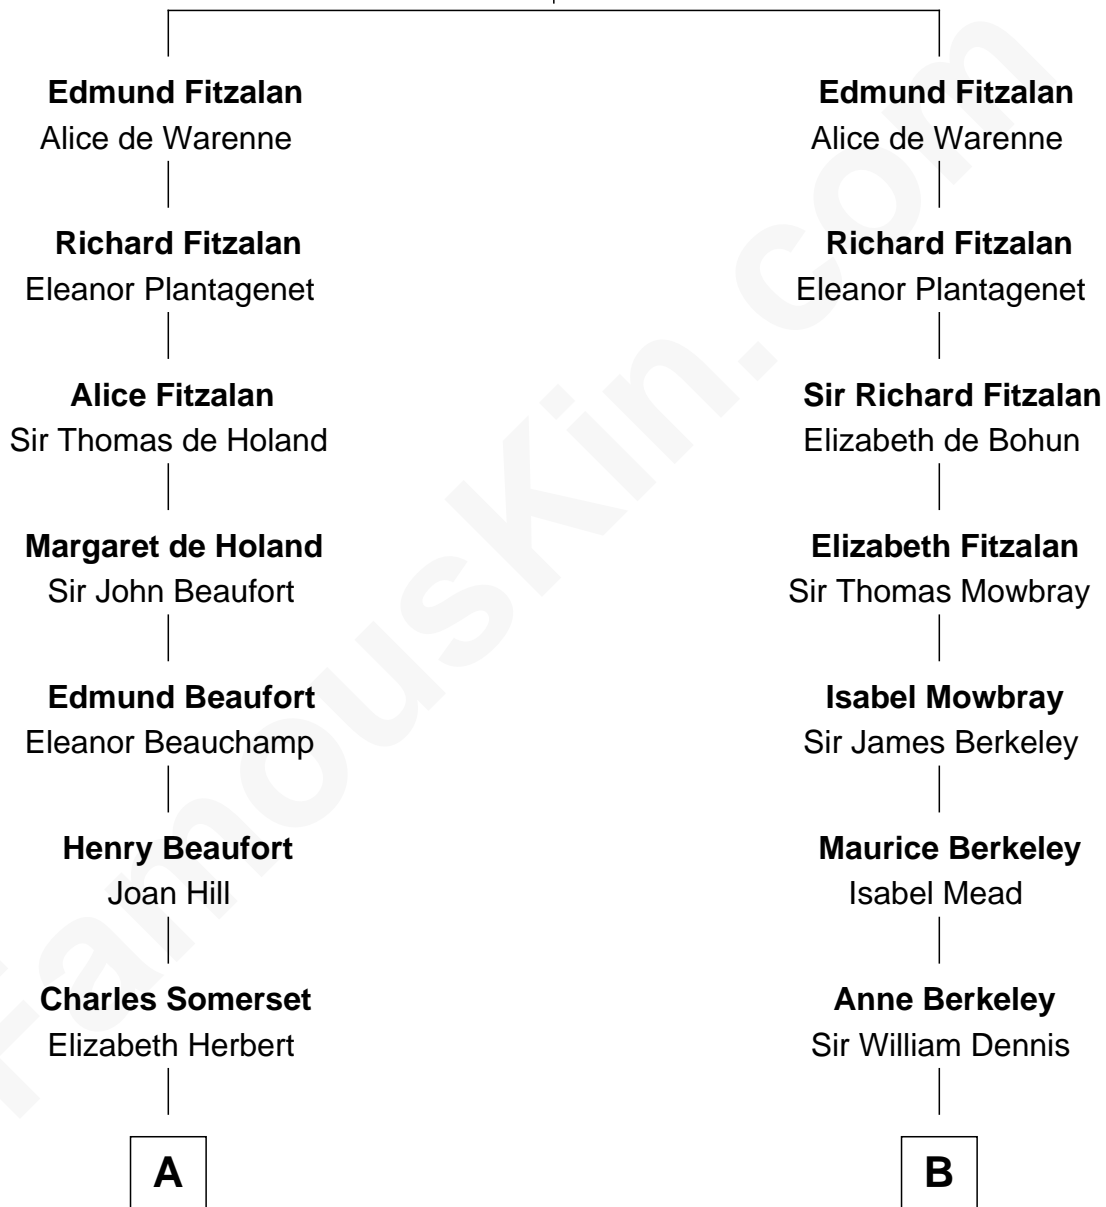 Edmund Fitzalan
Alice de Warenne
Richard Fitzalan
Eleanor Plantagenet
Alice Fitzalan
Sir Thomas de Holand
Margaret de Holand
Sir John Beaufort
Edmund Beaufort
Eleanor Beauchamp
Henry Beaufort
Joan Hill
Charles Somerset
Elizabeth Herbert
A
Edmund Fitzalan
Alice de Warenne
Richard Fitzalan
Eleanor Plantagenet
Sir Richard Fitzalan
Elizabeth de Bohun
Elizabeth Fitzalan
Sir Thomas Mowbray
Isabel Mowbray
Sir James Berkeley
Maurice Berkeley
Isabel Mead
Anne Berkeley
Sir William Dennis
B
FamousKin.com